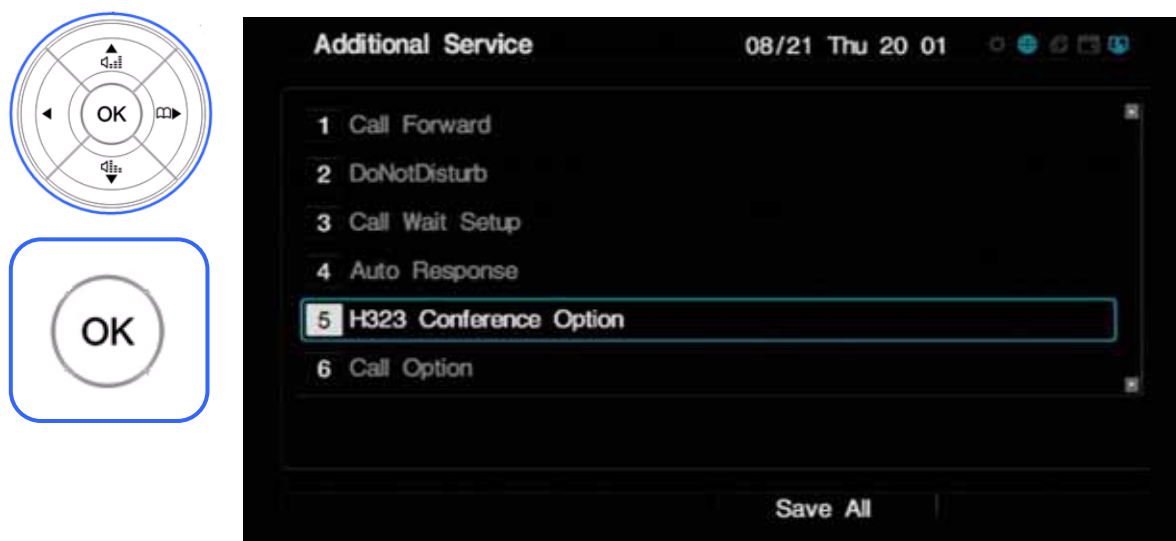 OK
OK
Additional Service 08/21 Thu 20 01
1 Call Forward
2 DoNotDisturb
3 Call Wait Setup
4 Auto Response
5 H323 Conference Option
6 Call Option
Save All